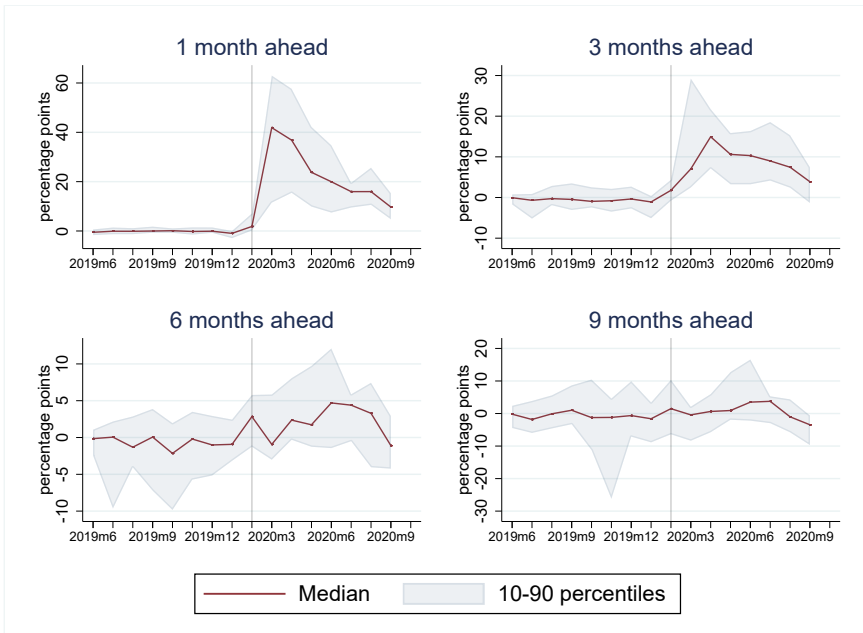 1 month ahead
percentage points
60
40
20
0
2019m6 2019m9 2019m12 2020m3 2020m6 2020m9
3 months ahead
percentage points
30
20
10
0
-10
2019m6 2019m9 2019m12 2020m3 2020m6 2020m9
6 months ahead
percentage points
10
5
0
-5
-10
2019m6 2019m9 2019m12 2020m3 2020m6 2020m9
9 months ahead
percentage points
20
10
0
-10
-20
-30
2019m6 2019m9 2019m12 2020m3 2020m6 2020m9
Median 10-90 percentiles